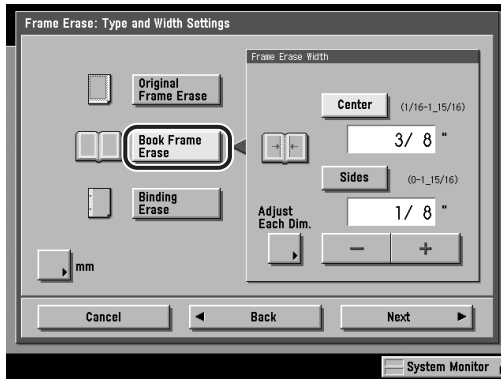 Frame Erase: Type and Width Settings
Frame Erase Width
Original
Frame Erase
Center
(1/16-1_15/16)
Book Frame
Erase
3/ 8 "
Sides
(0-1_15/16)
Binding
Erase
Adjust
Each Dim.
1/ 8 "
− +
mm
Cancel
◀ Back
Next ▶
System Monitor